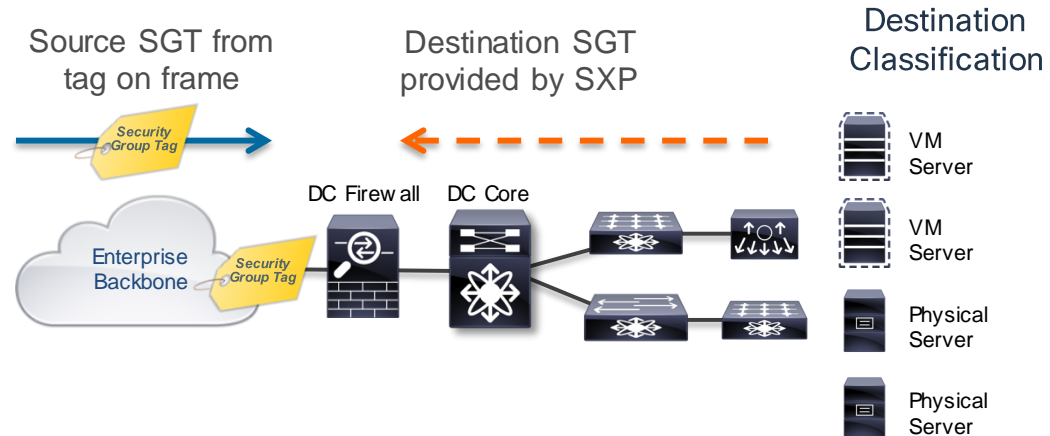 Source SGT from
tag on frame
Destination SGT
provided by SXP
Destination
Classification
Security
Group Tag
VM
Server
DC Firewall
DC Core
VM
Server
Enterprise
Backbone
Security
Group Tag
Physical
Server
Physical
Server